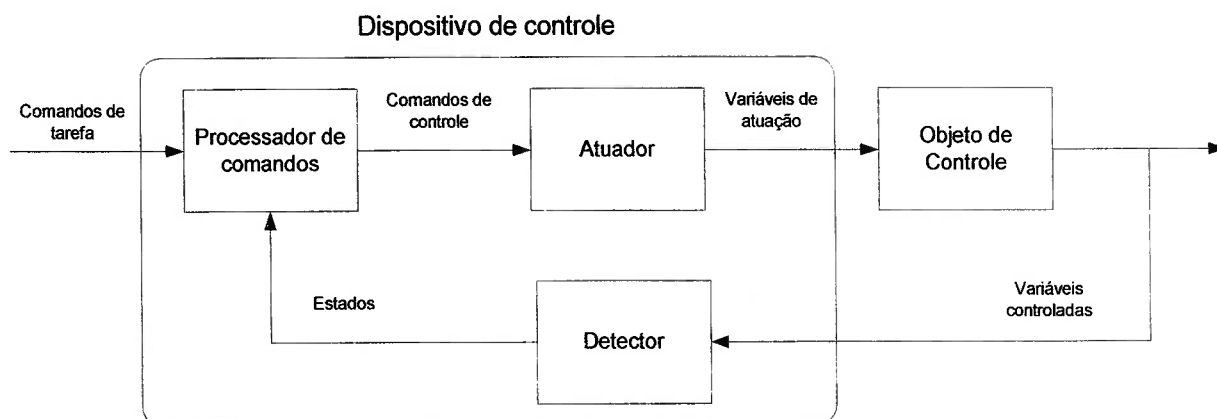 Dispositivo de controle
Comandos de
tarefa
Processador de
comandos
Comandos de
controle
Atuador
Variáveis de
atuação
Objeto de
Controle
Estados
Detector
Variáveis
controladas